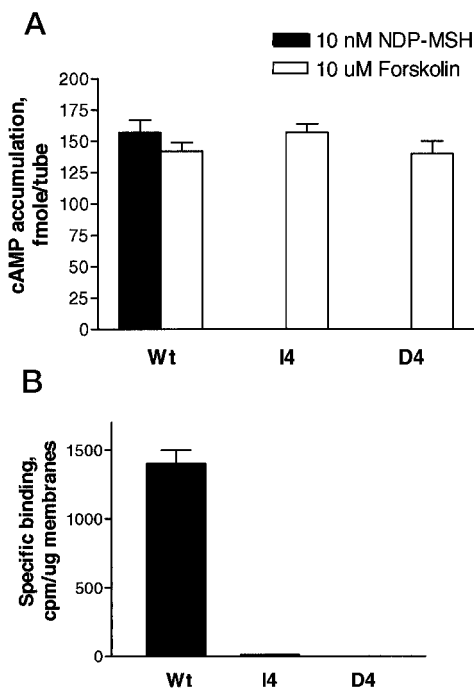 A
10 nM NDP-MSH
10 uM Forskolin
cAMP accumulation,
fmole/tube
200
175
150
125
100
75
50
25
0
Wt I4 D4
B
Specific binding,
cpm/ug membranes
1500
1000
500
0
Wt I4 D4